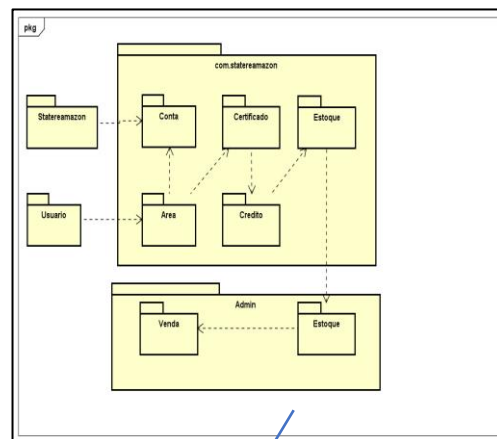 pkg
com.statereamazon
Statereamazon
Conta
Certificado
Estoque
Usuario
Area
Credito
Admin
Venda
Estoque